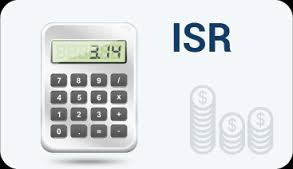 3.14
ISR
7 8 9 ÷
4 5 6 ×
1 2 3 -
0 . = +
$ $ $